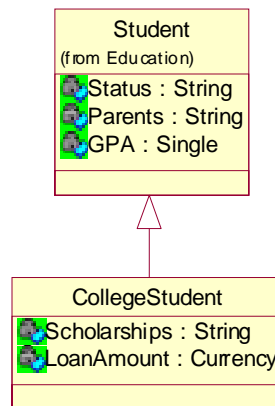 Student
(from Education)
Status : String
Parents : String
GPA : Single
CollegeStudent
Scholarships : String
LoanAmount : Currency